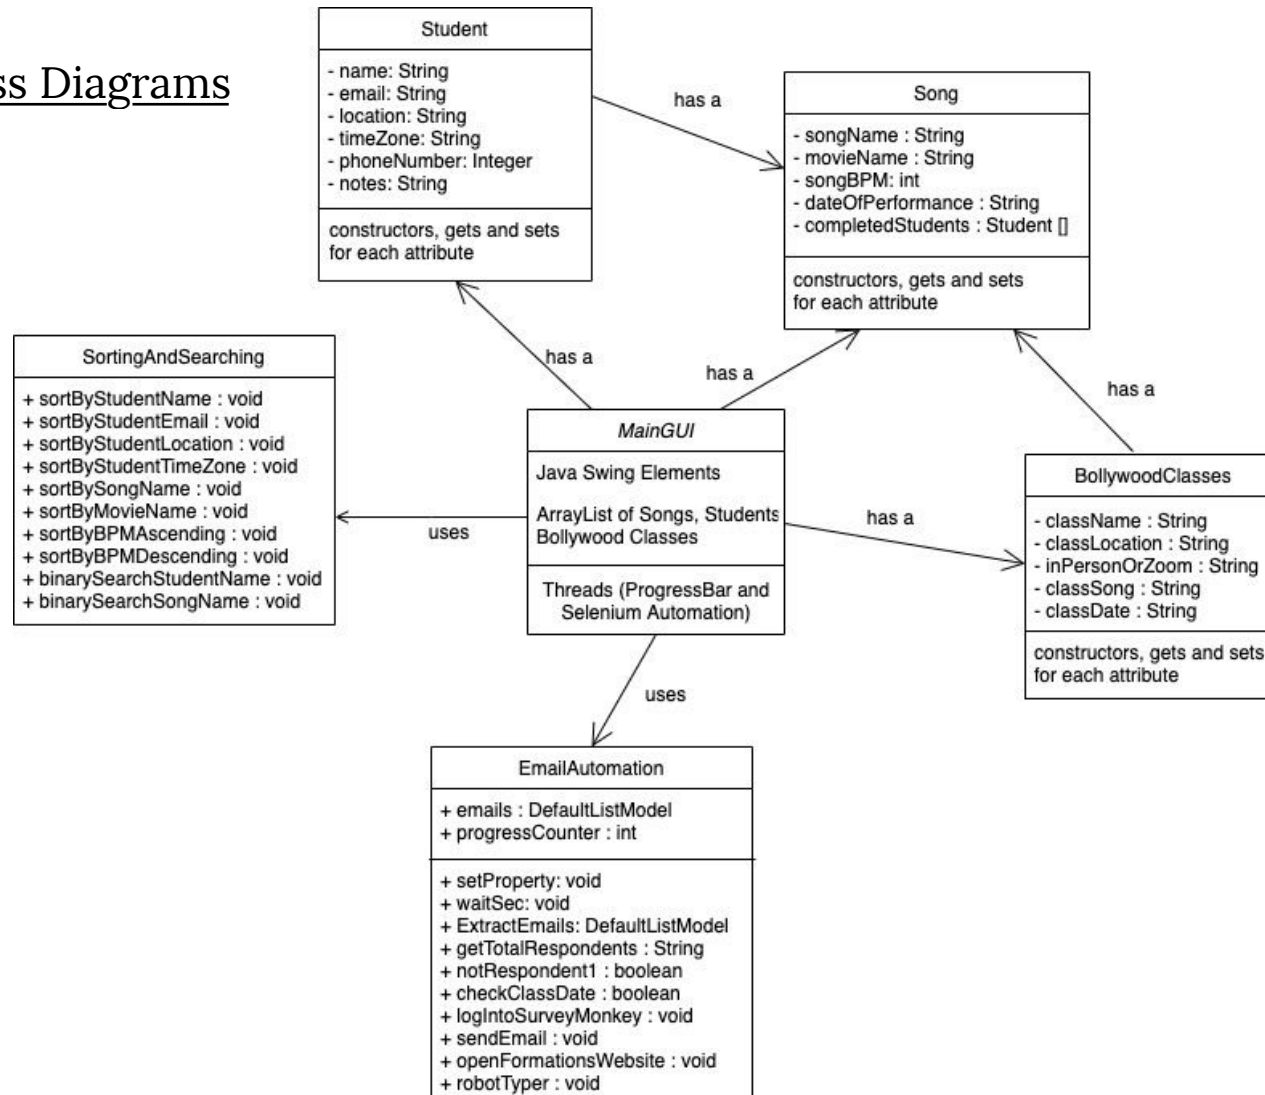 ss Diagrams
Student
- name: String
- email: String
- location: String
- timeZone: String
- phoneNumber: Integer
- notes: String
constructors, gets and sets
for each attribute
has a
Song
- songName : String
- movieName : String
- songBPM: int
- dateOfPerformance : String
- completedStudents : Student []
constructors, gets and sets
for each attribute
has a
has a
has a
SortingAndSearching
+ sortByStudentName : void
+ sortByStudentEmail : void
+ sortByStudentLocation : void
+ sortByStudentTimeZone : void
+ sortBySongName : void
+ sortByMovieName : void
+ sortByBPMAscending : void
+ sortByBPMDescending : void
+ binarySearchStudentName : void
+ binarySearchSongName : void
uses
MainGUI
Java Swing Elements
ArrayList of Songs, Students
Bollywood Classes
Threads (ProgressBar and
Selenium Automation)
has a
BollywoodClasses
- className : String
- classLocation : String
- inPersonOrZoom : String
- classSong : String
- classDate : String
constructors, gets and sets
for each attribute
uses
EmailAutomation
+ emails : DefaultListModel
+ progressCounter : int
+ setProperty: void
+ waitSec: void
+ ExtractEmails: DefaultListModel
+ getTotalRespondents : String
+ notRespondent1 : boolean
+ checkClassDate : boolean
+ logIntoSurveyMonkey : void
+ sendEmail : void
+ openFormationsWebsite : void
+ robotTyper : void